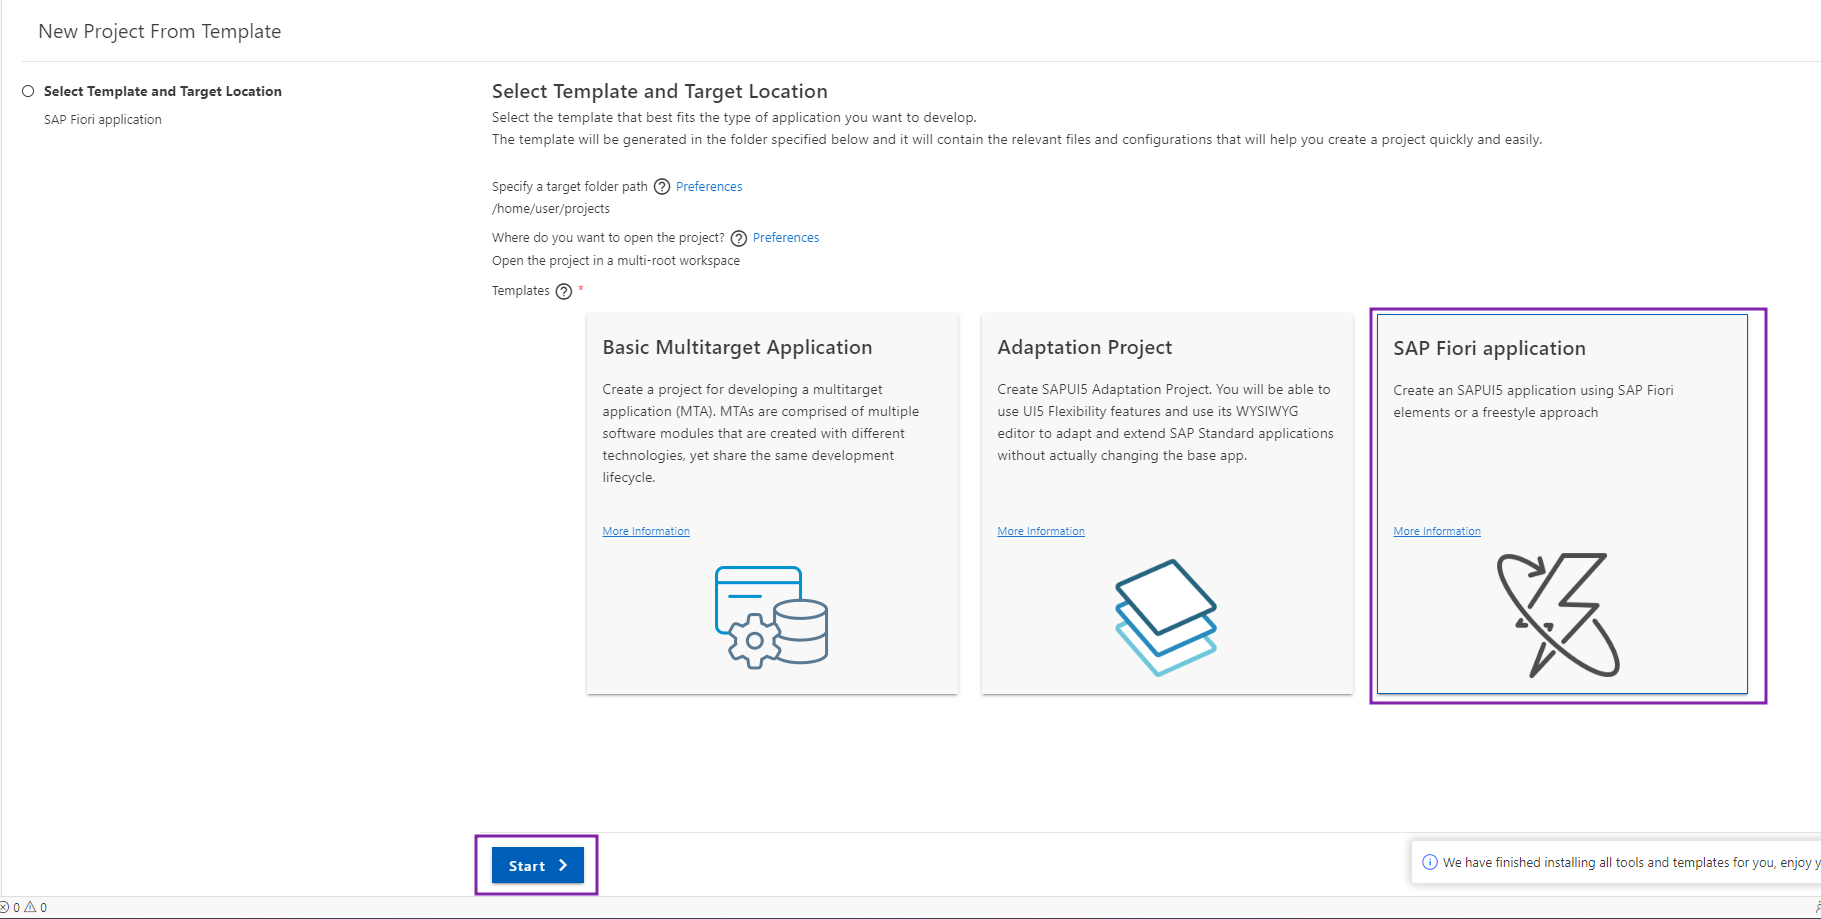 New Project From Template
Select Template and Target Location
SAP Fiori application
Select Template and Target Location
Select the template that best fits the type of application you want to develop.
The template will be generated in the folder specified below and it will contain the relevant files and configurations that will help you create a project quickly and easily.
Specify a target folder path ? Preferences
/home/user/projects
Where do you want to open the project? ? Preferences
Open the project in a multi-root workspace
Templates ? *
Basic Multitarget Application
Create a project for developing a multitarget
application (MTA). MTAs are comprised of multiple
software modules that are created with different
technologies, yet share the same development
lifecycle.
More Information
Adaptation Project
Create SAPUI5 Adaptation Project. You will be able to
use UI5 Flexibility features and use its WYSIWYG
editor to adapt and extend SAP Standard applications
without actually changing the base app.
More Information
SAP Fiori application
Create an SAPUI5 application using SAP Fiori
elements or a freestyle approach
More Information
Start
We have finished installing all tools and templates for you, enjoy y
0 0